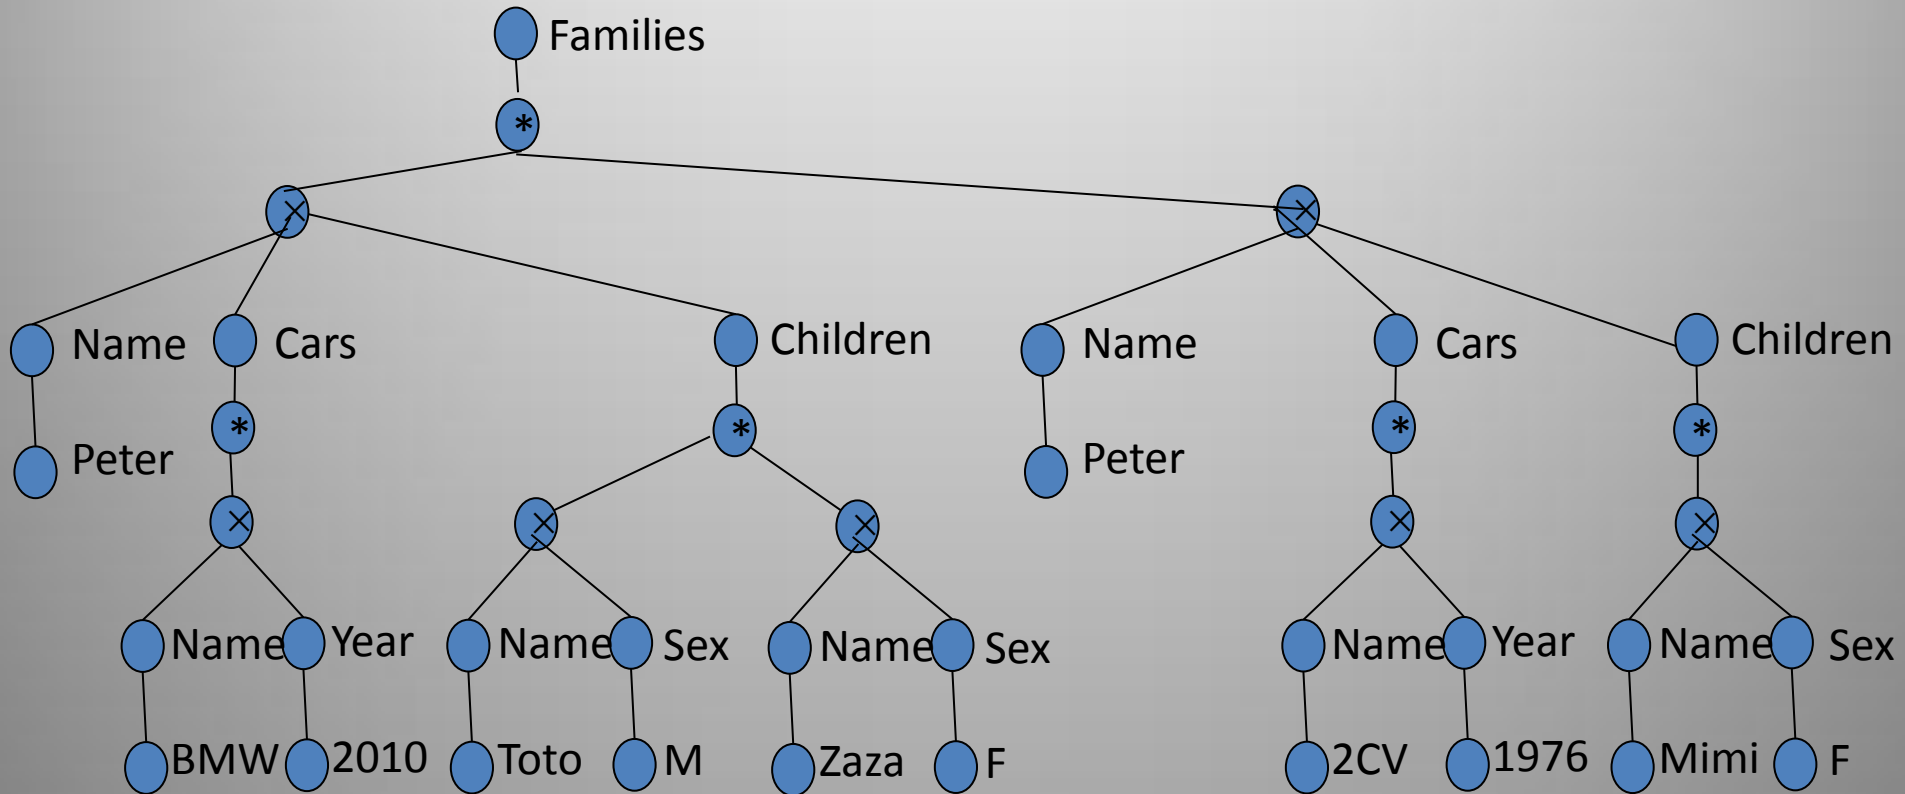 Families
*
× ×
Name Cars Children Name Cars Children
* * * *
Peter Peter
× × × × ×
Name Year Name Sex Name Sex Name Year Name Sex
BMW 2010 Toto M Zaza F 2CV 1976 Mimi F